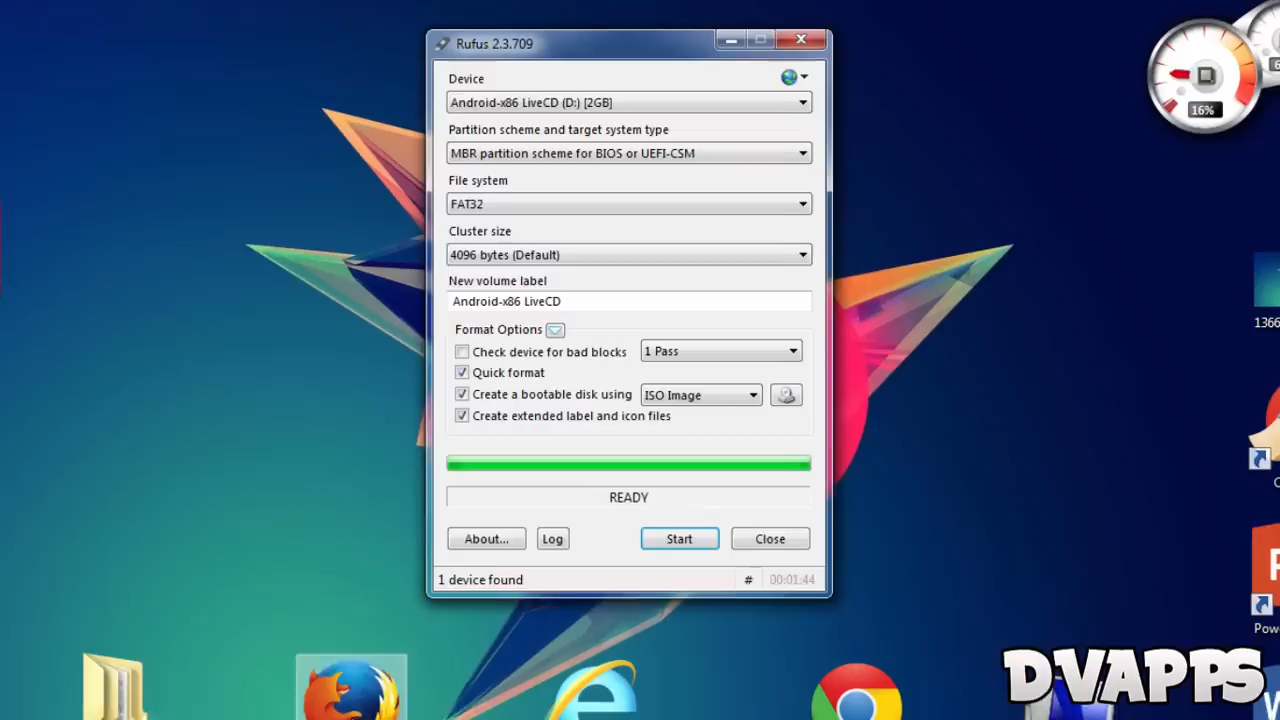 Rufus 2.3.709
Device
Android-x86 LiveCD (D:) [2GB]
Partition scheme and target system type
MBR partition scheme for BIOS or UEFI-CSM
File system
FAT32
Cluster size
4096 bytes (Default)
New volume label
Android-x86 LiveCD
Format Options
Check device for bad blocks
1 Pass
Quick format
Create a bootable disk using
ISO Image
Create extended label and icon files
READY
About...
Log
Start
Close
1 device found
#
00:01:44
16%
1366
Pow
DVAPPS